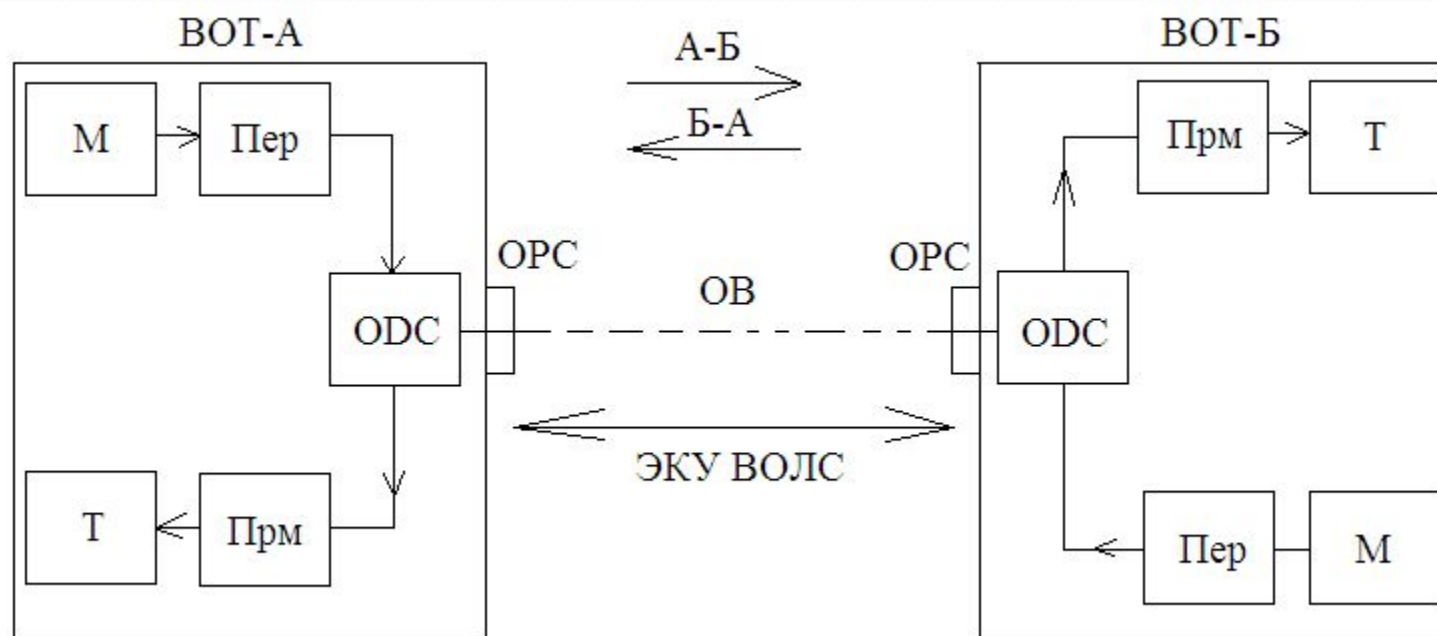 ВОТ-А
ВОТ-Б
А-Б
Б-А
М
Пер
Прм
Т
ОРС
ОВ
ОРС
ODC
ODC
ЭКУ ВОЛС
Т
Прм
Пер
М